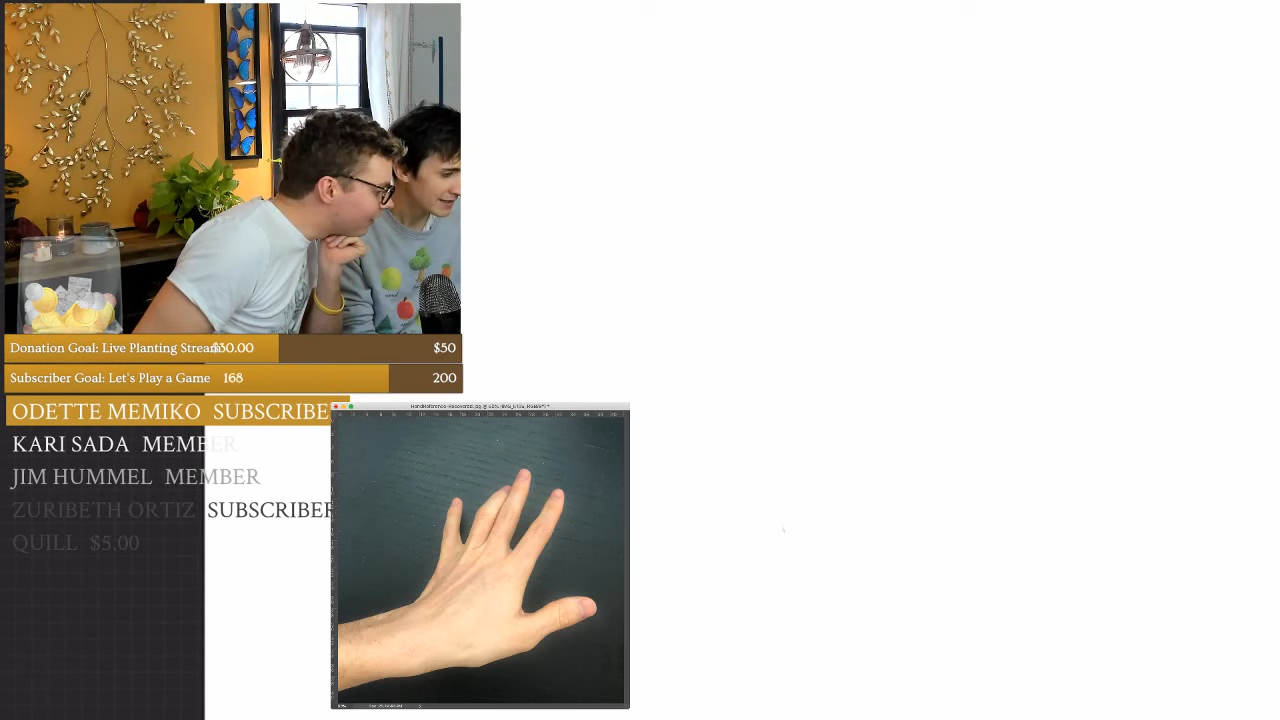 Donation Goal: Live Planting Stream $30.00 $50
Subscriber Goal: Let's Play a Game 168 200
ODETTE MEMIKO SUBSCRIBE
KARI SADA MEMBER
JIM HUMMEL MEMBER
ZURIBETH ORTIZ SUBSCRIBER
QUILL $5.00